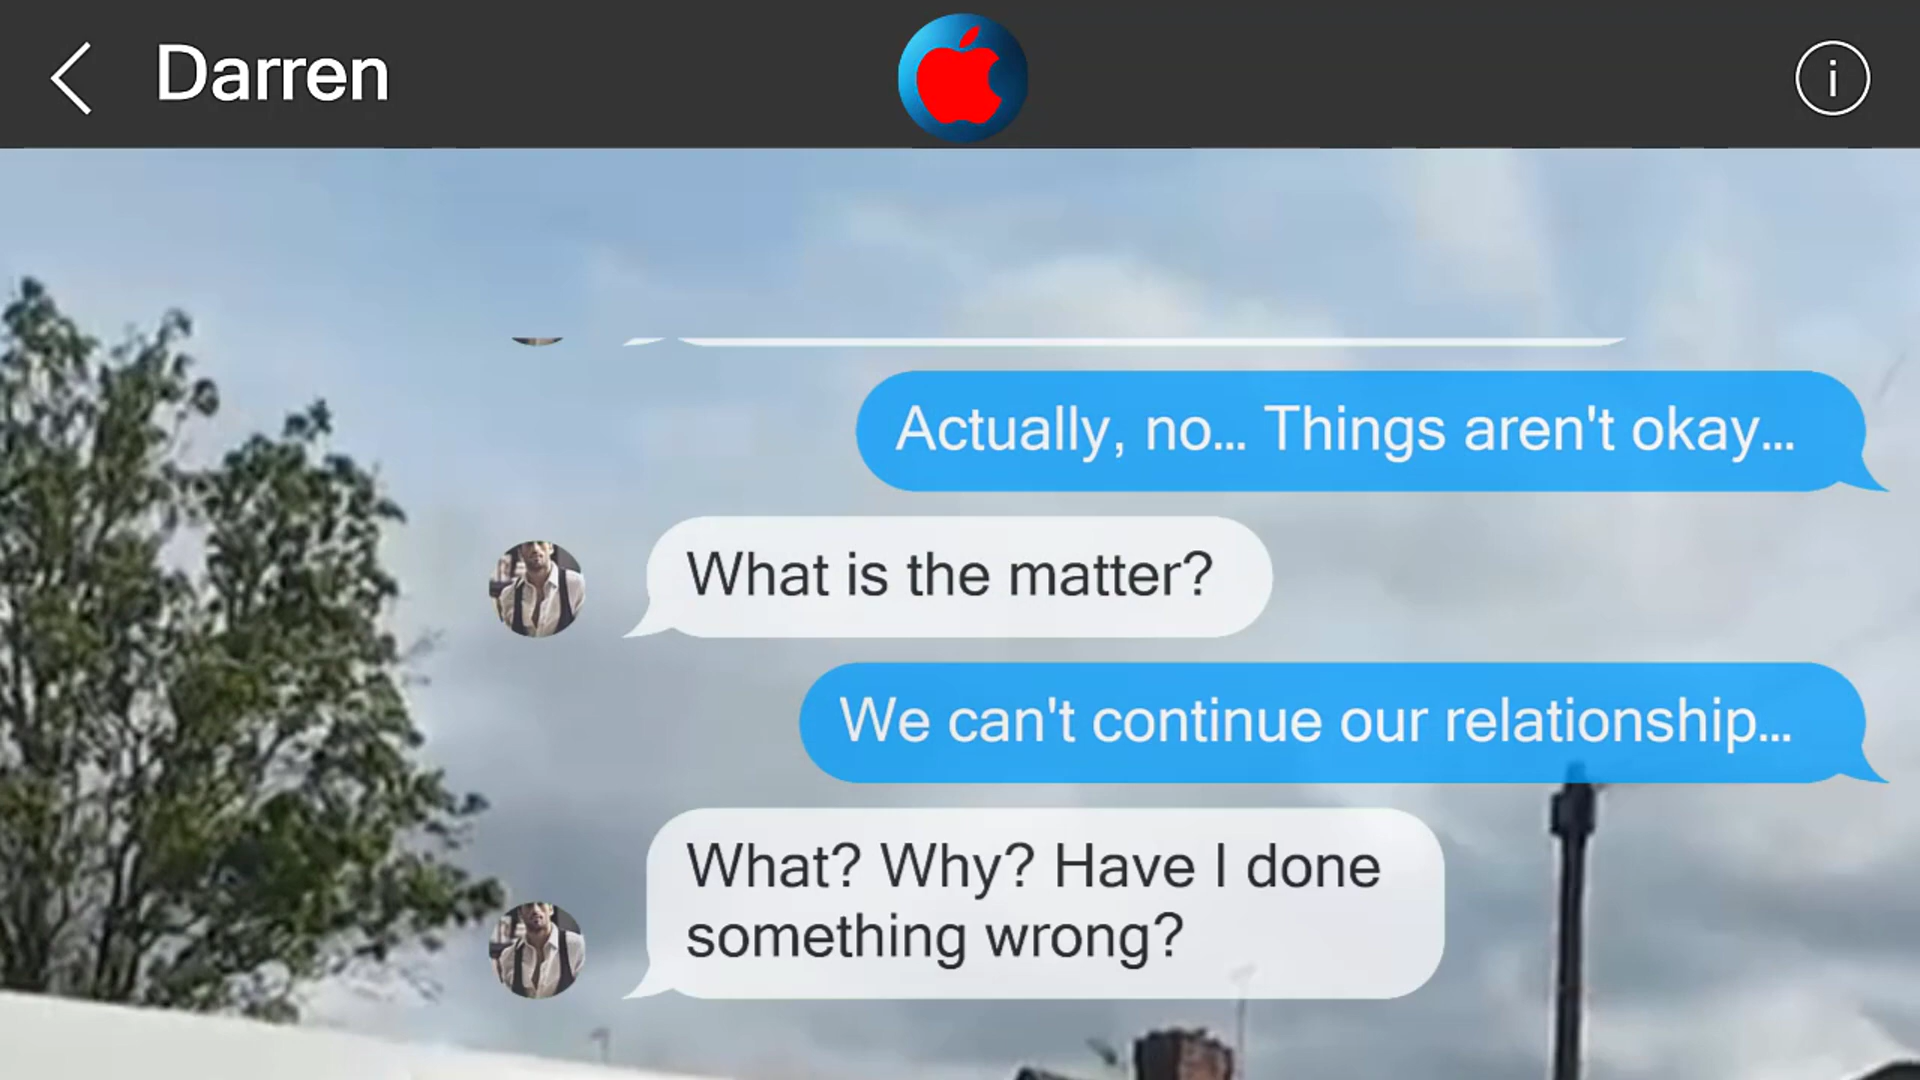 Darren
i
Actually, no... Things aren't okay...
What is the matter?
We can't continue our relationship...
What? Why? Have I done
something wrong?